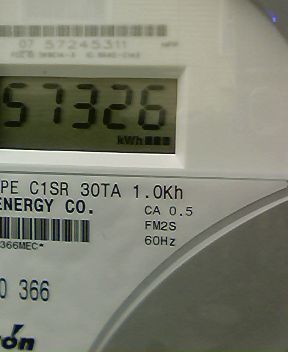 07 57245311
57326
kWh
PE C1SR 30TA 1.0Kh
ENERGY CO.
CA 0.5
FM2S
366MEC*
60Hz
0 366
ron